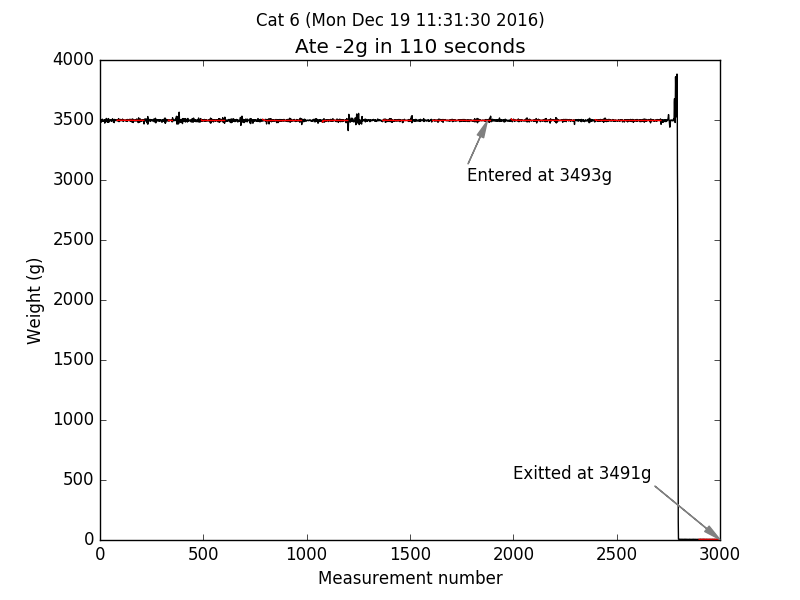 Cat 6 (Mon Dec 19 11:31:30 2016)
Ate -2g in 110 seconds
4000
3500
3000
2500
2000
1500
1000
500
0
Weight (g)
Entered at 3493g
Exitted at 3491g
0 500 1000 1500 2000 2500 3000
Measurement number